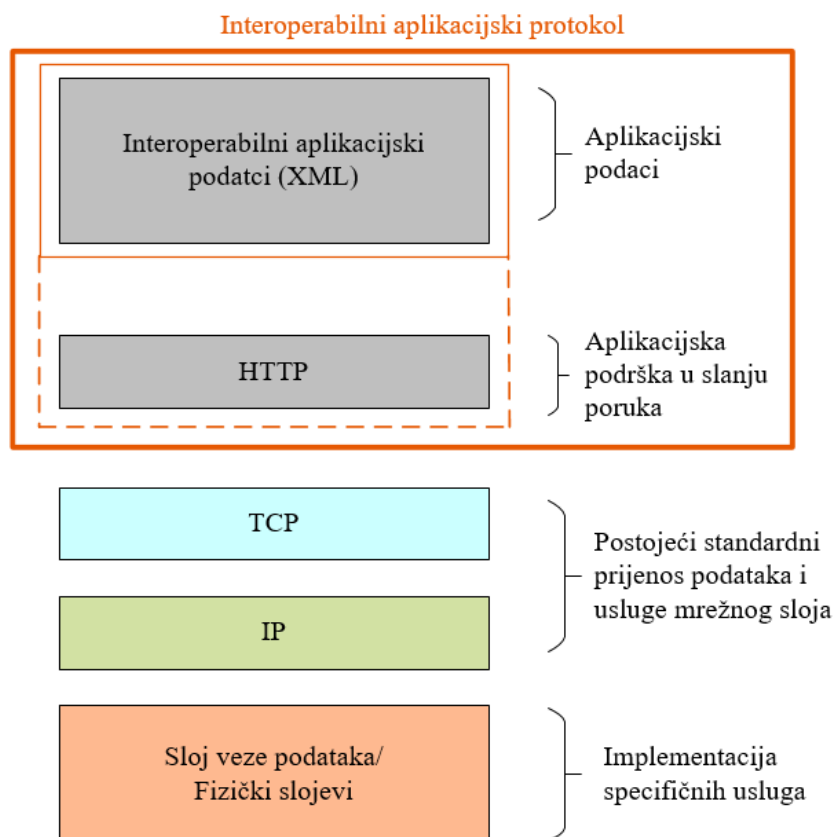 Interoperabilni aplikacijski protokol
Interoperabilni aplikacijski
podatci (XML)
Aplikacijski
podaci
HTTP
Aplikacijska
podrška u slanju
poruka
TCP
IP
Postojeći standardni
prijenos podataka i
usluge mrežnog sloja
Sloj veze podataka/
Fizički slojevi
Implementacija
specifičnih usluga